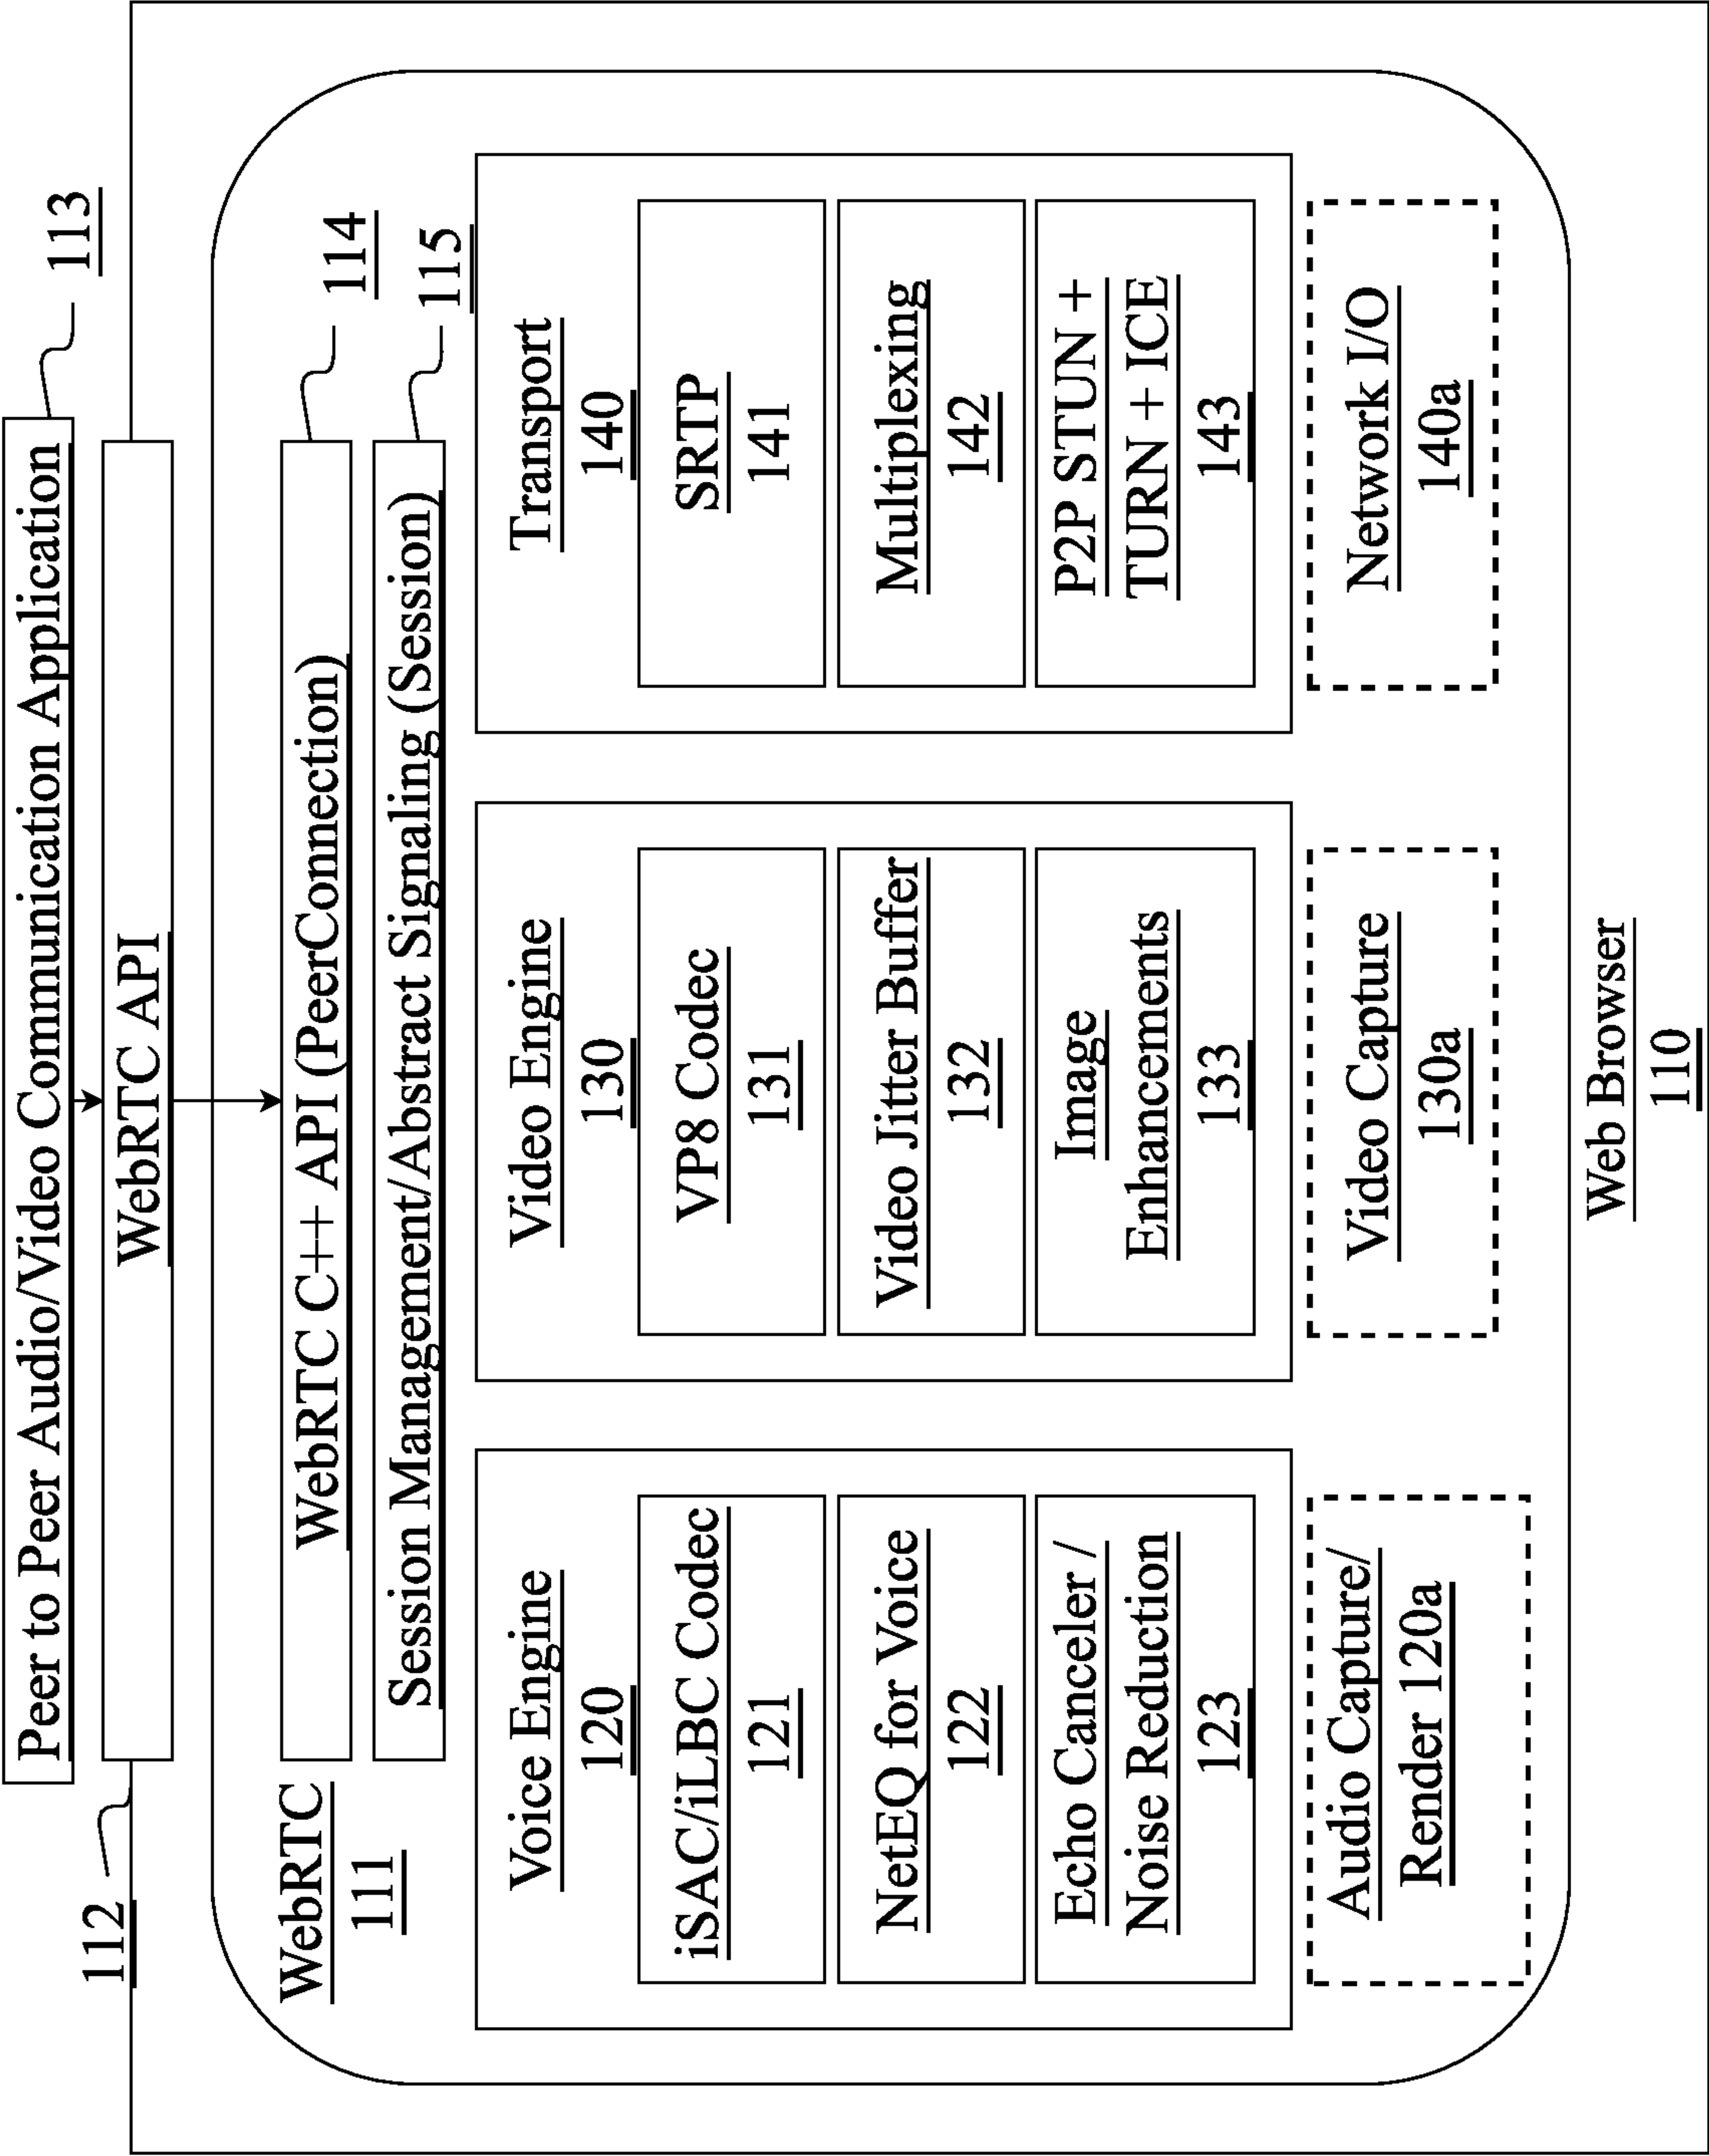 Peer to Peer Audio/Video Communication Application
113
112
WebRTC API
WebRTC
111
WebRTC C++ API (PeerConnection)
114
Session Management/Abstract Signaling (Session)
115
Voice Engine
120
iSAC/iLBC Codec
121
NetEQ for Voice
122
Echo Canceler /
Noise Reduction
123
Audio Capture/
Render 120a
Video Engine
130
VP8 Codec
131
Video Jitter Buffer
132
Image
Enhancements
133
Video Capture
130a
Transport
140
SRTP
141
Multiplexing
142
P2P STUN +
TURN + ICE
143
Network I/O
140a
Web Browser
110